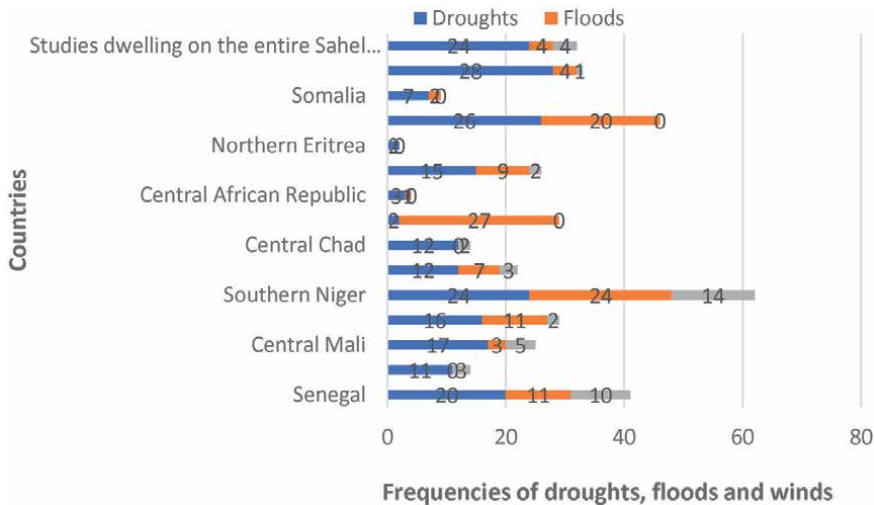 Droughts Floods
Studies dwelling on the entire Sahel... 24 4 4
28 4 1
Somalia 7 2 0
26 20 0
Northern Eritrea 2 0
15 9 2
Central African Republic 3 1 0
2 27 0
Central Chad 12 0 2
12 7 3
Southern Niger 24 24 14
16 11 2
Central Mali 17 3 5
11 0 3
Senegal 20 11 10
0 20 40 60 80
Frequencies of droughts, floods and winds
Countries